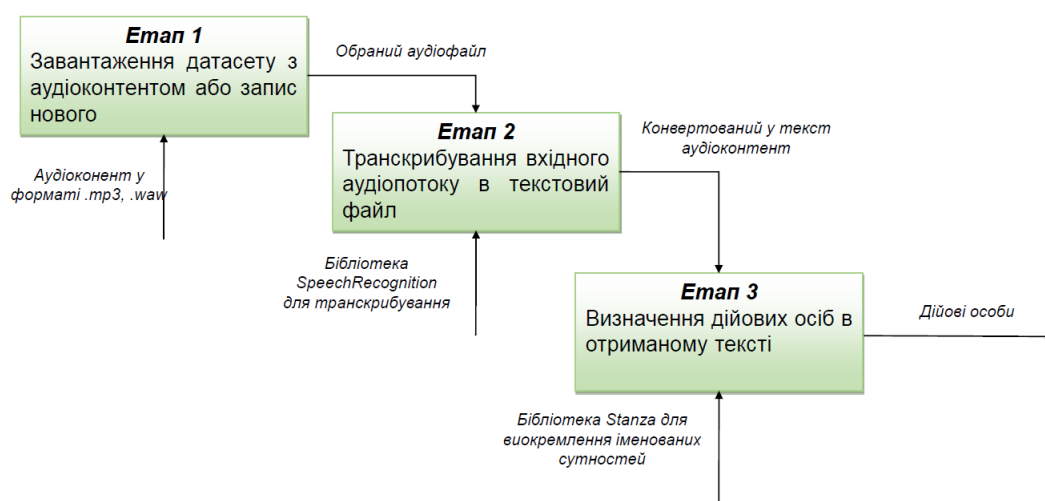 Етап 1
Завантаження датасету з
аудіоконтентом або запис
нового
Обраний аудіофайл
Аудіоконент у
форматі .mp3, .waw
Етап 2
Транскрибування вхідного
аудіопотоку в текстовий
файл
Конвертований у текст
аудіоконтент
Бібліотека
SpeechRecognition
для транскрибування
Етап 3
Визначення дійових осіб в
отриманому тексті
Дійові особи
Бібліотека Stanza для
виокремлення іменованих
сутностей